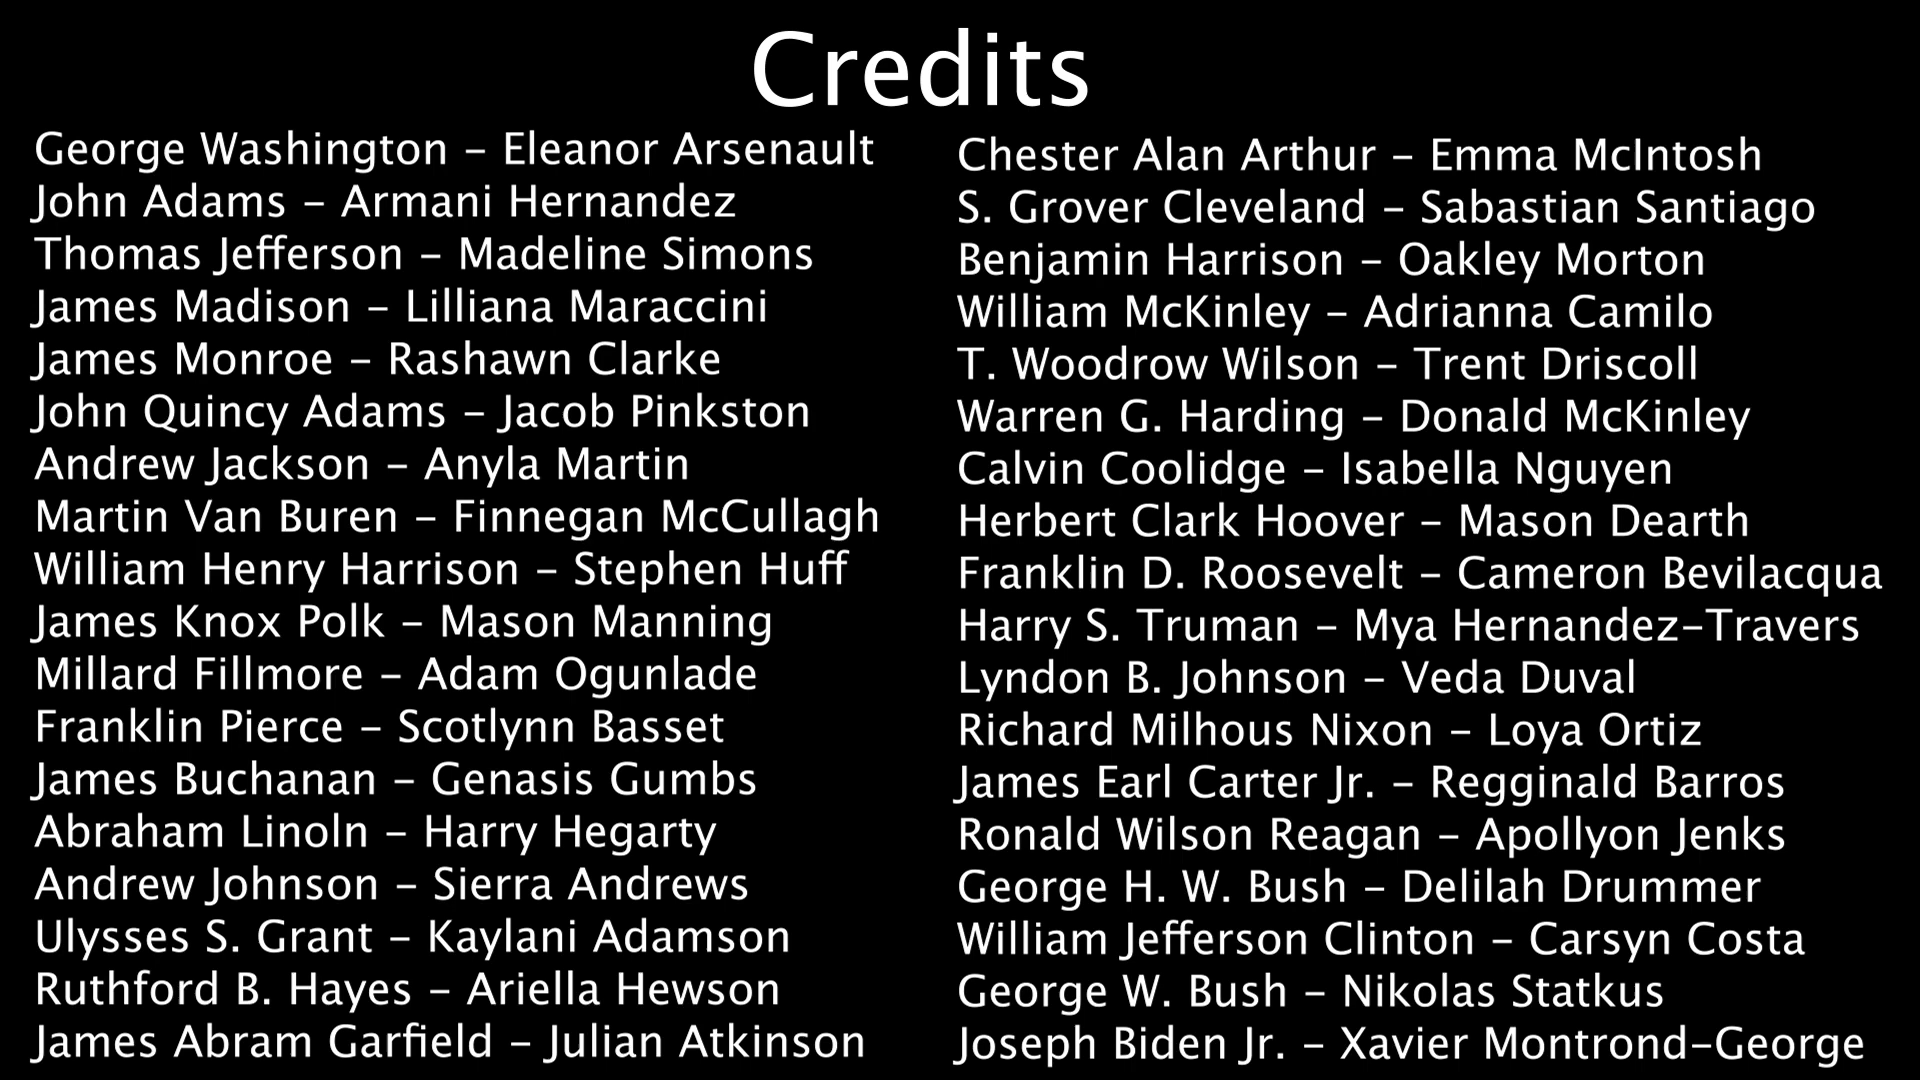 Credits
George Washington – Eleanor Arsenault
John Adams – Armani Hernandez
Thomas Jefferson – Madeline Simons
James Madison – Lilliana Maraccini
James Monroe – Rashawn Clarke
John Quincy Adams – Jacob Pinkston
Andrew Jackson – Anyla Martin
Martin Van Buren – Finnegan McCullagh
William Henry Harrison – Stephen Huff
James Knox Polk – Mason Manning
Millard Fillmore – Adam Ogunlade
Franklin Pierce – Scotlynn Basset
James Buchanan – Genasis Gumbs
Abraham Linoln – Harry Hegarty
Andrew Johnson – Sierra Andrews
Ulysses S. Grant – Kaylani Adamson
Ruthford B. Hayes – Ariella Hewson
James Abram Garfield – Julian Atkinson
Chester Alan Arthur – Emma McIntosh
S. Grover Cleveland – Sabastian Santiago
Benjamin Harrison – Oakley Morton
William McKinley – Adrianna Camilo
T. Woodrow Wilson – Trent Driscoll
Warren G. Harding – Donald McKinley
Calvin Coolidge – Isabella Nguyen
Herbert Clark Hoover – Mason Dearth
Franklin D. Roosevelt – Cameron Bevilacqua
Harry S. Truman – Mya Hernandez–Travers
Lyndon B. Johnson – Veda Duval
Richard Milhous Nixon – Loya Ortiz
James Earl Carter Jr. – Regginald Barros
Ronald Wilson Reagan – Apollyon Jenks
George H. W. Bush – Delilah Drummer
William Jefferson Clinton – Carsyn Costa
George W. Bush – Nikolas Statkus
Joseph Biden Jr. – Xavier Montrond–George